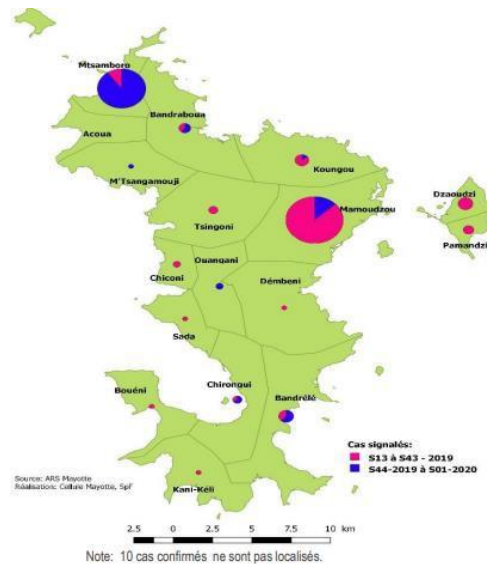 Mtsamboro
Bandraboua
Acoua
Koungou
M'Tsangamouji
Dzaoudzi
Mamoudzou
Tsingoni
Pamandzi
Ouangani
Chiconi
Démbeni
Sada
Bouéni
Chirongui
Bandrélé
Cas signalés:
S13 à S43 - 2019
S44-2019 à S01-2020
Source: ARS Mayotte
Réalisation: Cellule Mayotte, SpF
Kani-Kéli
2.5 0 2.5 5 7.5 10 km
Note: 10 cas confirmés ne sont pas localisés.